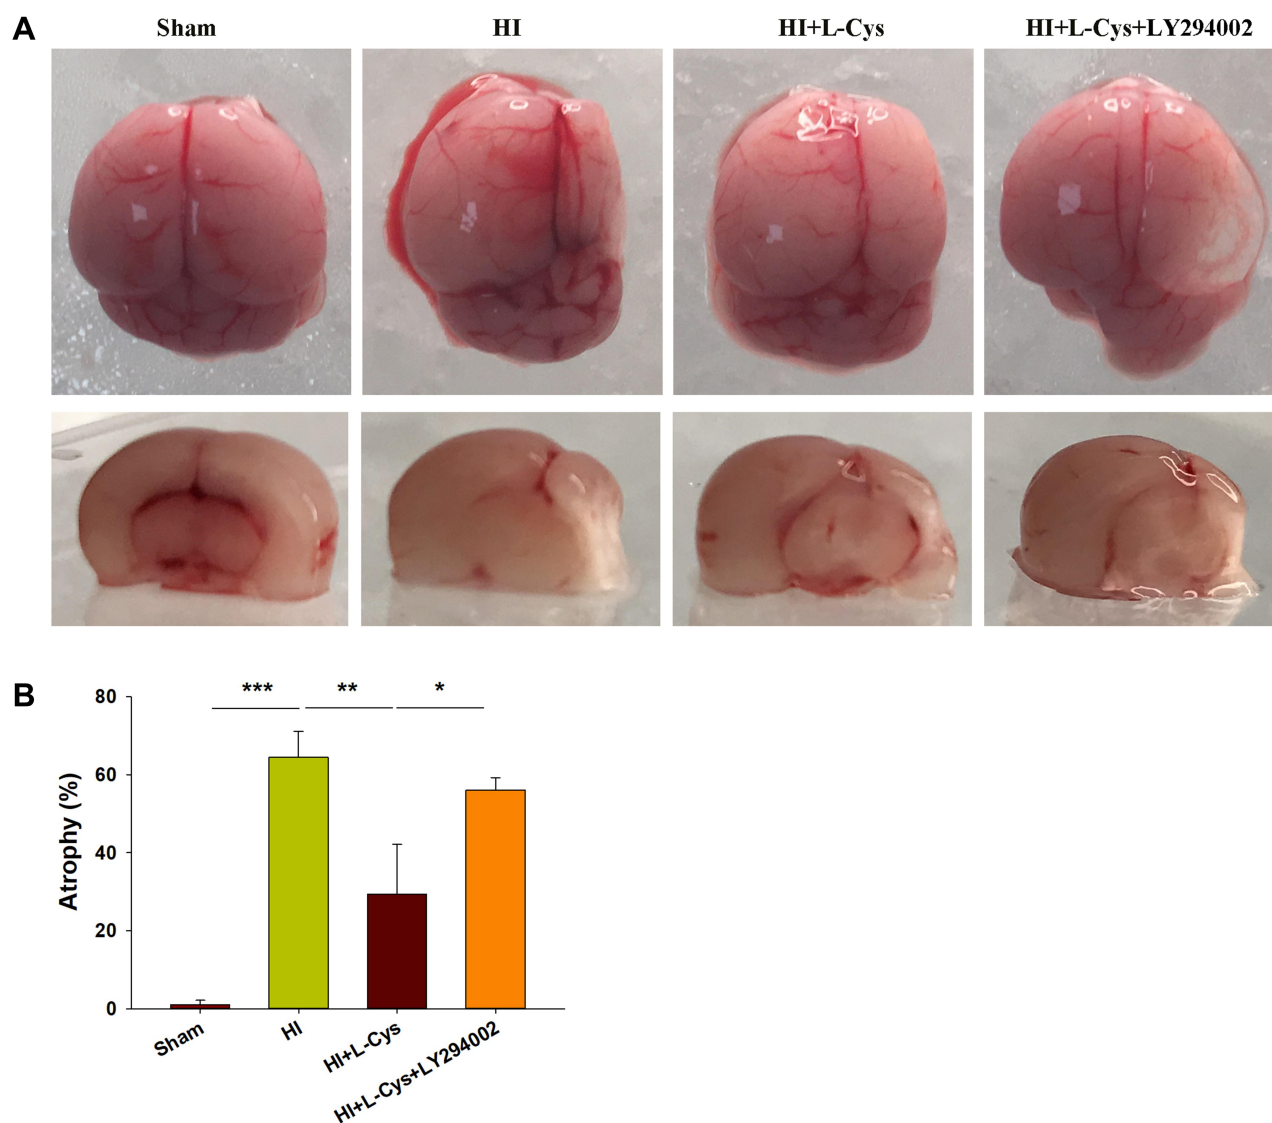 A
Sham HI HI+L-Cys HI+L-Cys+LY294002
B
*** ** *
80
60
40
20
0
Atrophy (%)
Sham HI HI+L-Cys HI+L-Cys+LY294002